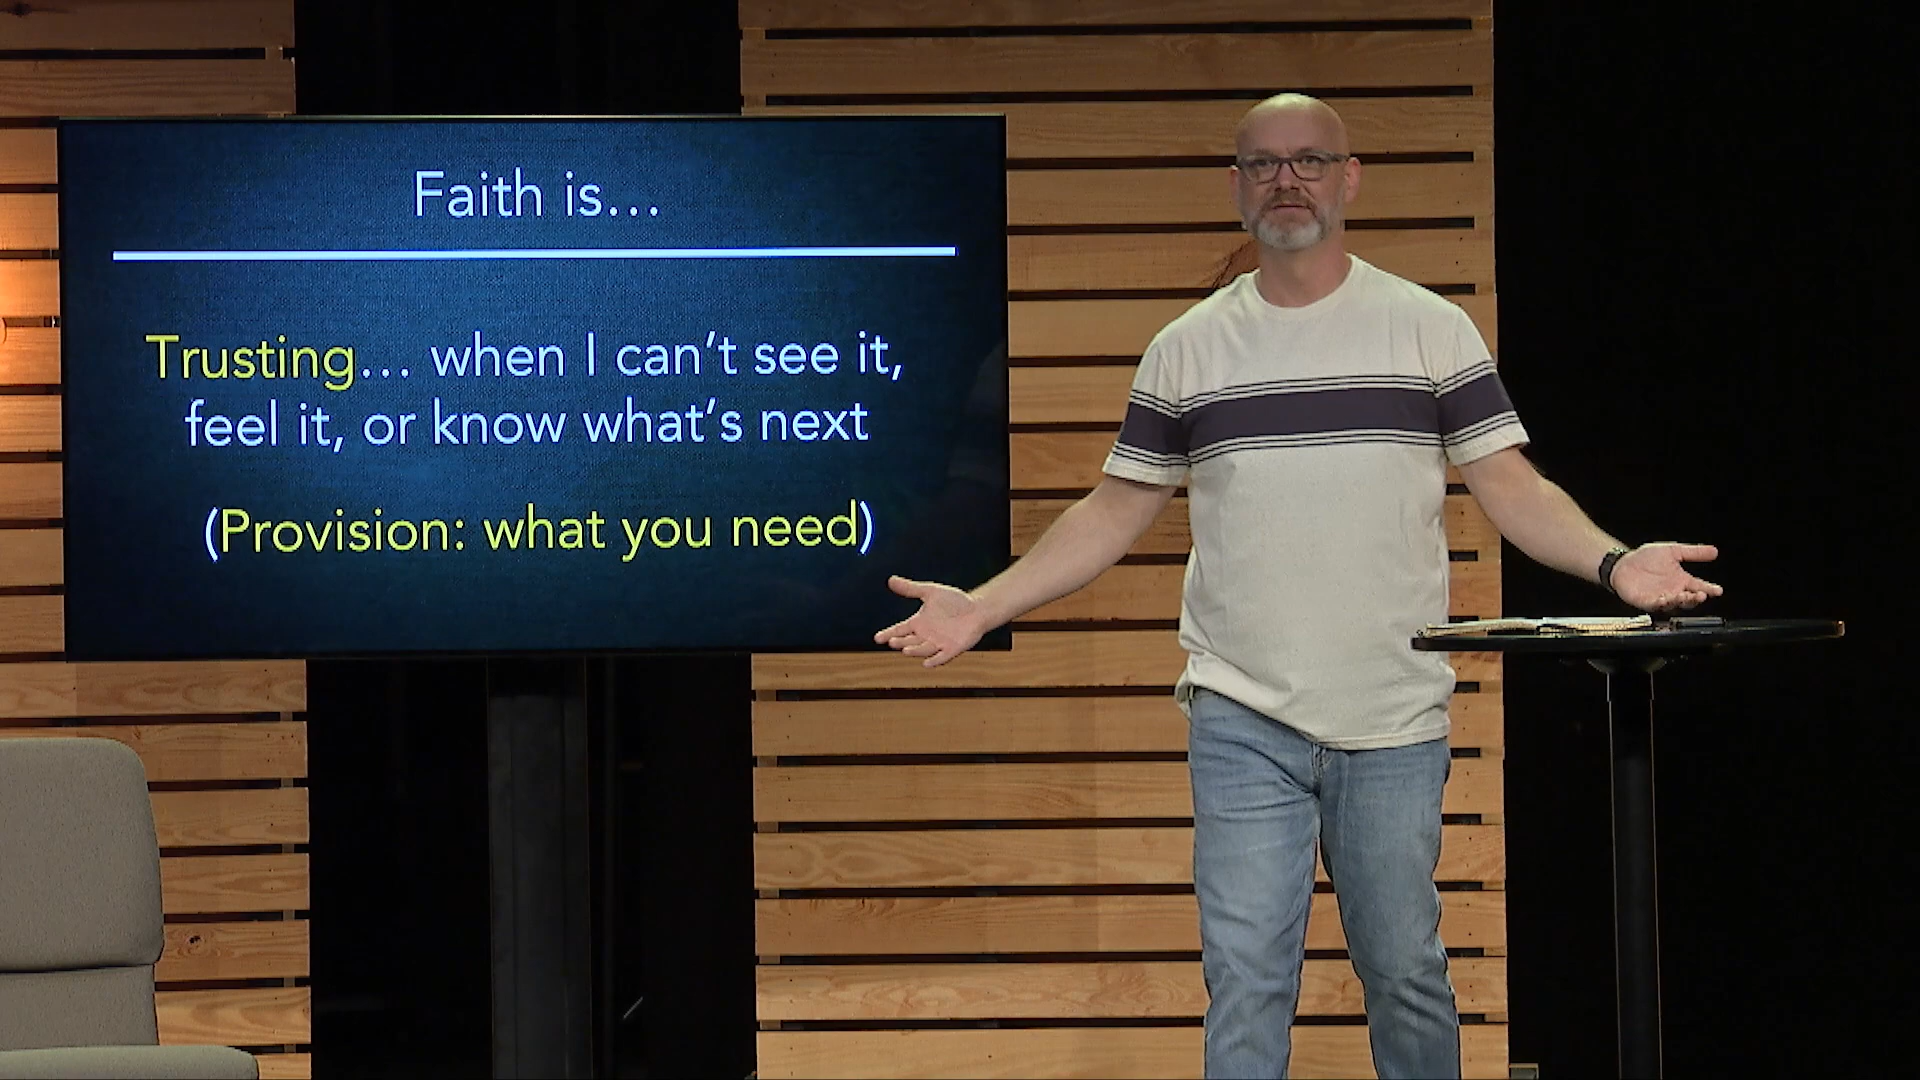 Faith is…
Trusting… when I can’t see it,
feel it, or know what’s next
(Provision: what you need)